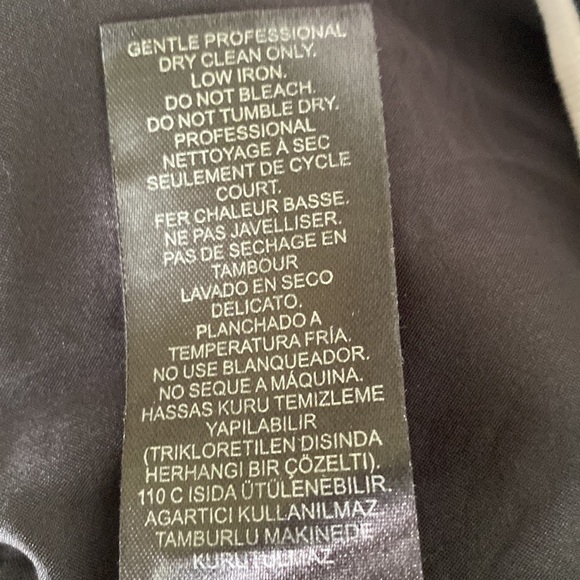 GENTLE PROFESSIONAL
DRY CLEAN ONLY.
LOW IRON.
DO NOT BLEACH.
DO NOT TUMBLE DRY.
PROFESSIONAL
NETTOYAGE À SEC
SEULEMENT DE CYCLE
COURT.
FER CHALEUR BASSE.
NE PAS JAVELLISER.
PAS DE SECHAGE EN
TAMBOUR
LAVADO EN SECO
DELICATO.
PLANCHADO A
TEMPERATURA FRÍA.
NO USE BLANQUEADOR.
NO SEQUE A MÁQUINA.
HASSAS KURU TEMIZLEME
YAPILABILIR
(TRIKLORETILEN DISINDA
HERHANGI BIR ÇÖZELTI).
110 C ISIDA ÜTÜLENEBILIR.
AGARTICI KULLANILMAZ
TAMBURLU MAKINEDE
KURUTULMAZ